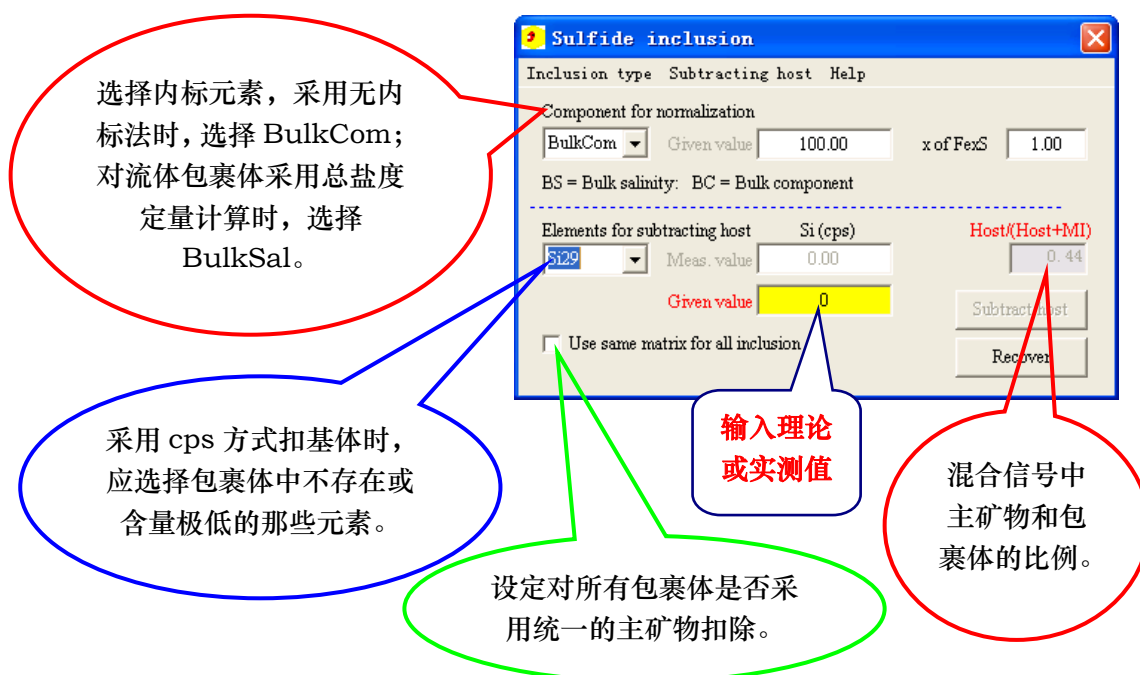 选择内标元素，采用无内
标法时，选择 BulkCom；
对流体包裹体采用总盐度
定量计算时，选择
BulkSal。
Sulfide inclusion
Inclusion type Subtracting host Help
Component for normalization
BulkCom Given value 100.00 x of FexS 1.00
BS = Bulk salinity: BC = Bulk component
Elements for subtracting host Si (cps) Host/(Host+MI)
Si29 Meas. value 0.00 0.44
Given value 0 Subtract host
Use same matrix for all inclusion Recover
采用 cps 方式扣基体时，
应选择包裹体中不存在或
含量极低的那些元素。
输入理论
或实测值
混合信号中
主矿物和包
裹体的比例。
设定对所有包裹体是否采
用统一的主矿物扣除。